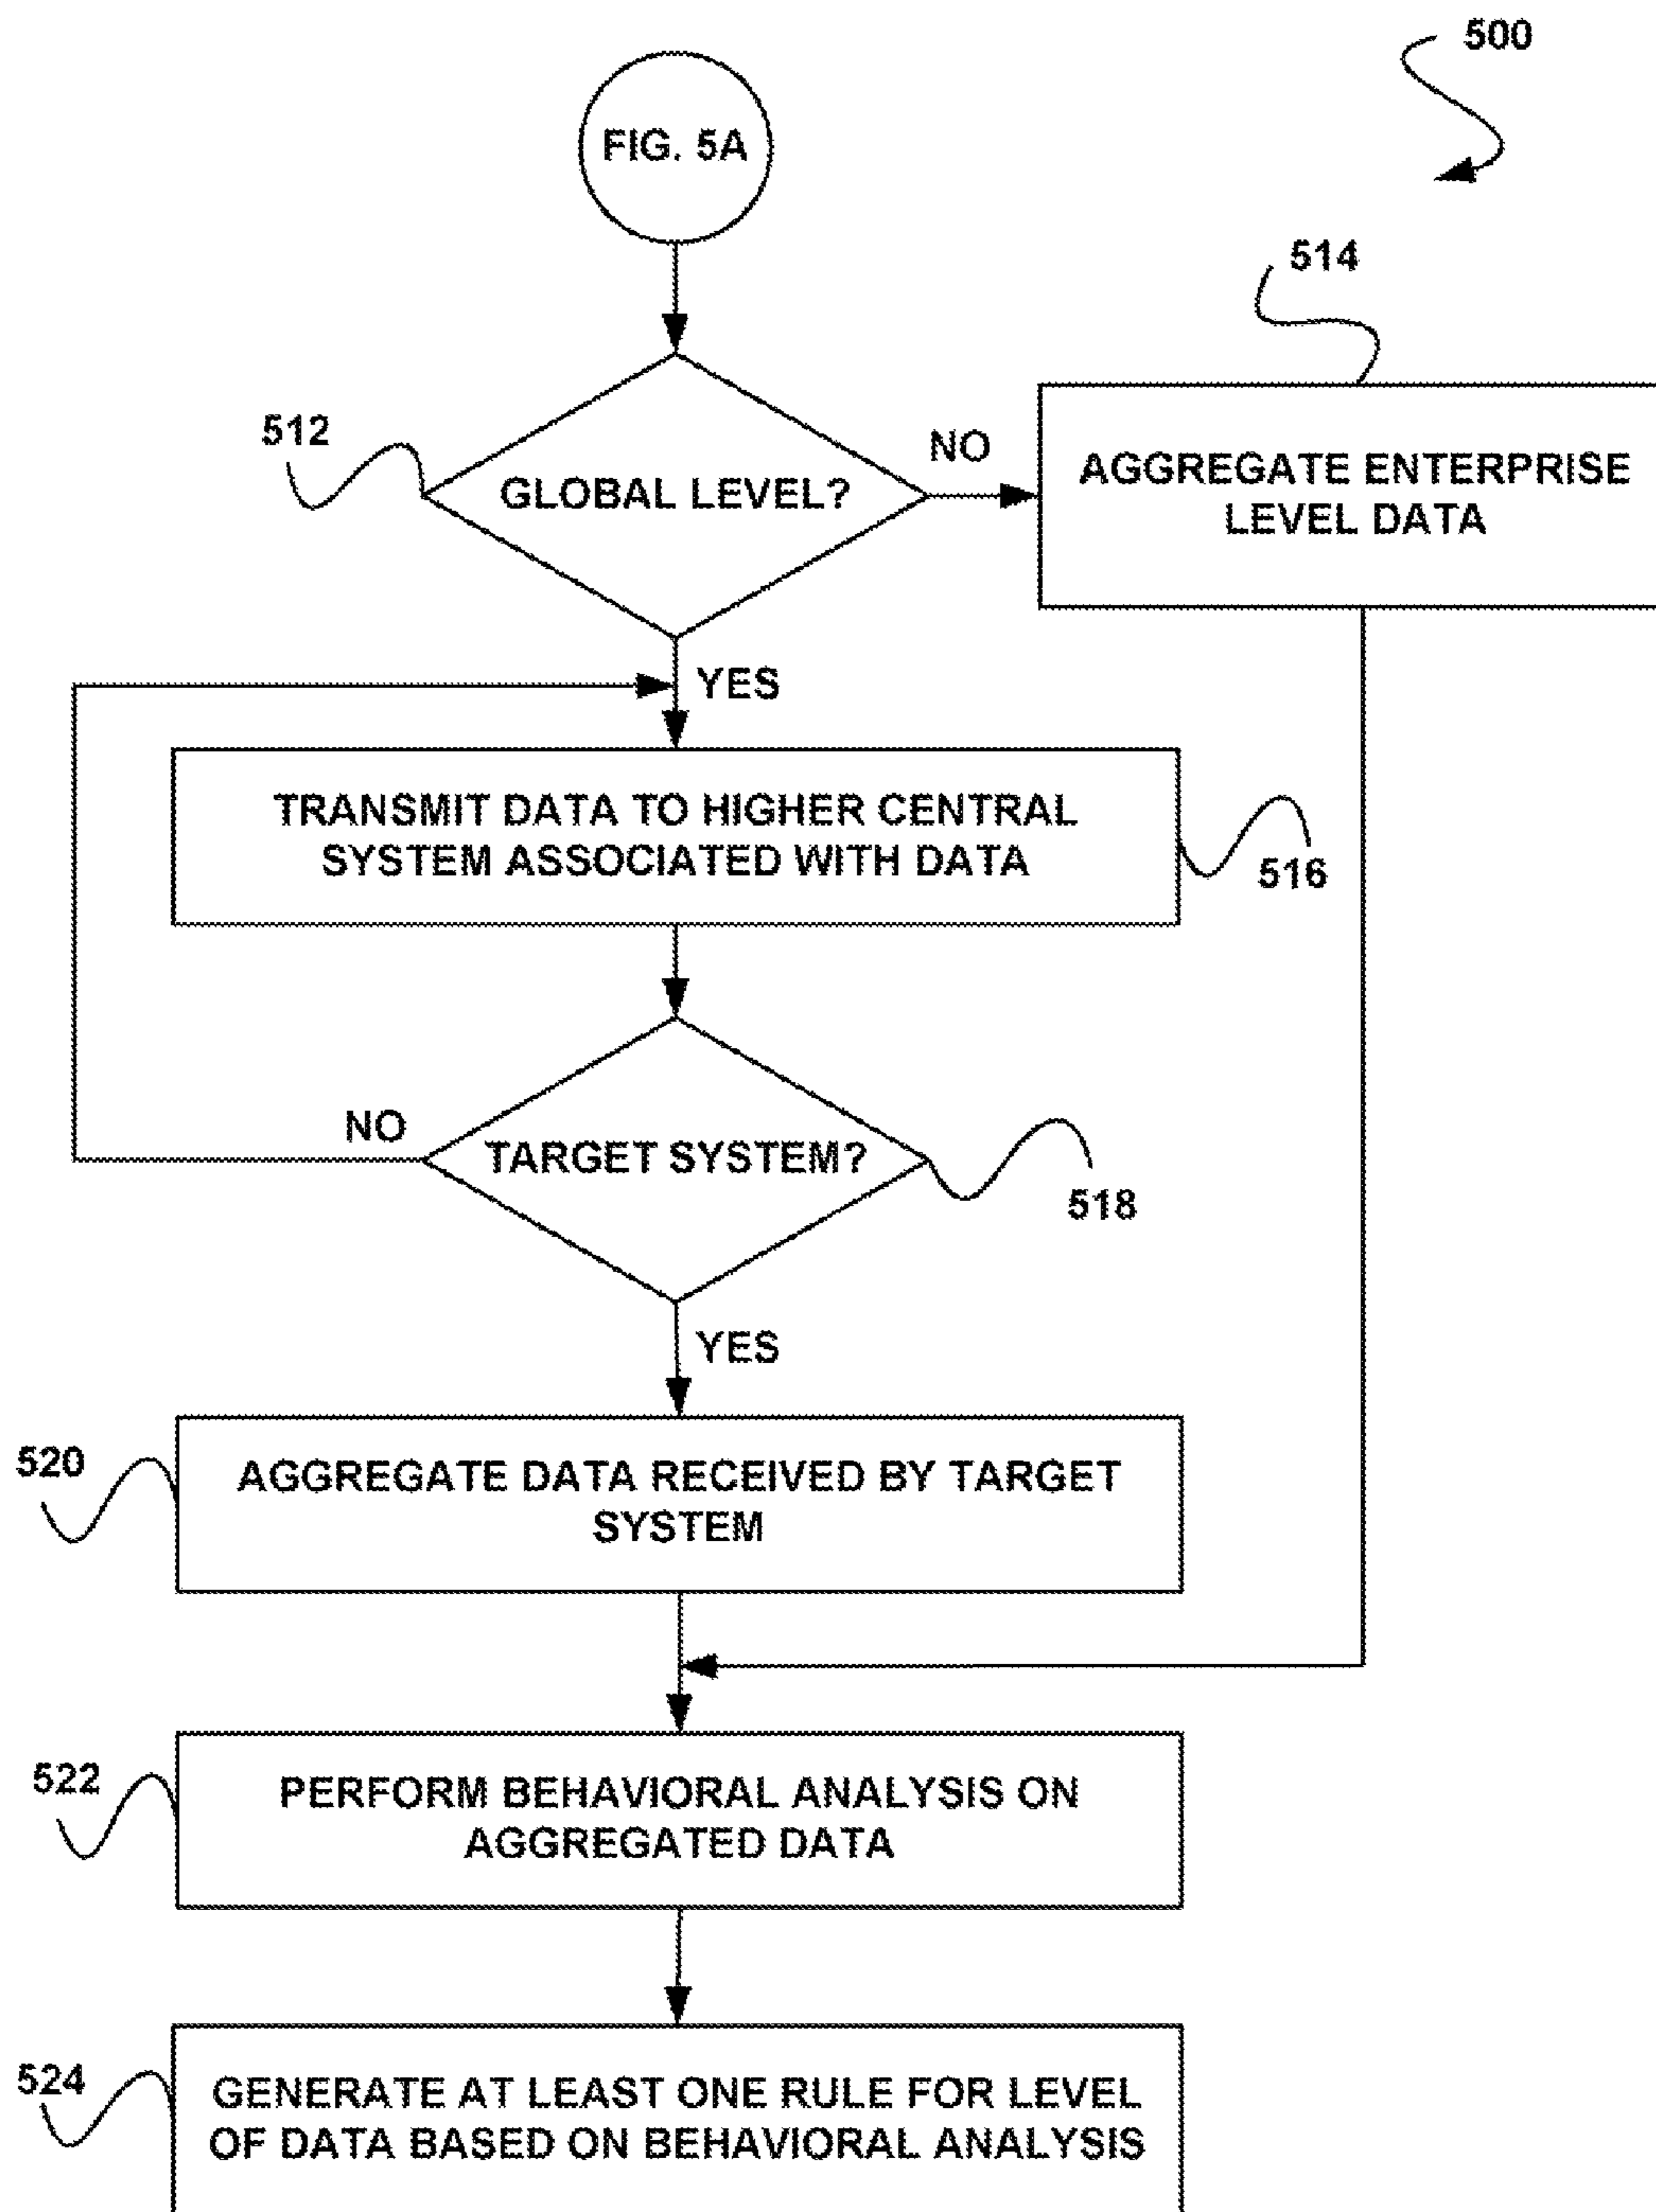 500
FIG. 5A
514
512
GLOBAL LEVEL?
NO
AGGREGATE ENTERPRISE
LEVEL DATA
YES
TRANSMIT DATA TO HIGHER CENTRAL
SYSTEM ASSOCIATED WITH DATA
516
NO
TARGET SYSTEM?
518
YES
520
AGGREGATE DATA RECEIVED BY TARGET
SYSTEM
522
PERFORM BEHAVIORAL ANALYSIS ON
AGGREGATED DATA
524
GENERATE AT LEAST ONE RULE FOR LEVEL
OF DATA BASED ON BEHAVIORAL ANALYSIS